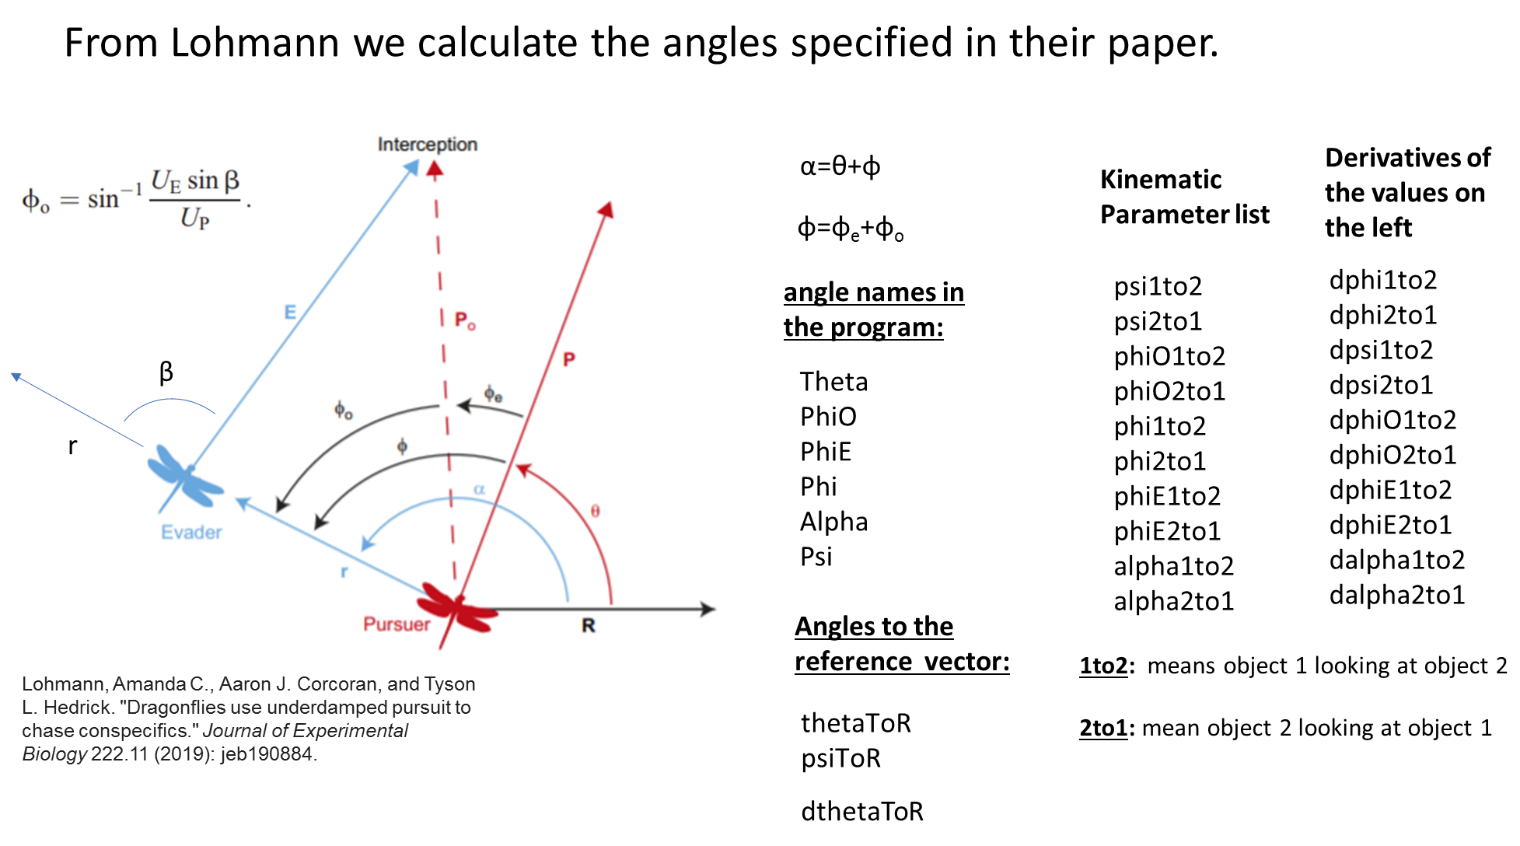 From Lohmann we calculate the angles specified in their paper.
ϕo = sin−1 UE sin β / UP .
Interception
E
Po
P
β
r
ϕo
ϕe
ϕ
α
θ
r
Evader
Pursuer
R
Lohmann, Amanda C., Aaron J. Corcoran, and Tyson
L. Hedrick. "Dragonflies use underdamped pursuit to
chase conspecifics." Journal of Experimental
Biology 222.11 (2019): jeb190884.
α=θ+ϕ
ϕ=ϕe+ϕo
angle names in
the program:
Theta
PhiO
PhiE
Phi
Alpha
Psi
Angles to the
reference vector:
thetaToR
psiToR
dthetaToR
Kinematic
Parameter list
psi1to2
psi2to1
phiO1to2
phiO2to1
phi1to2
phi2to1
phiE1to2
phiE2to1
alpha1to2
alpha2to1
Derivatives of
the values on
the left
dphi1to2
dphi2to1
dpsi1to2
dpsi2to1
dphiO1to2
dphiO2to1
dphiE1to2
dphiE2to1
dalpha1to2
dalpha2to1
1to2: means object 1 looking at object 2
2to1: mean object 2 looking at object 1